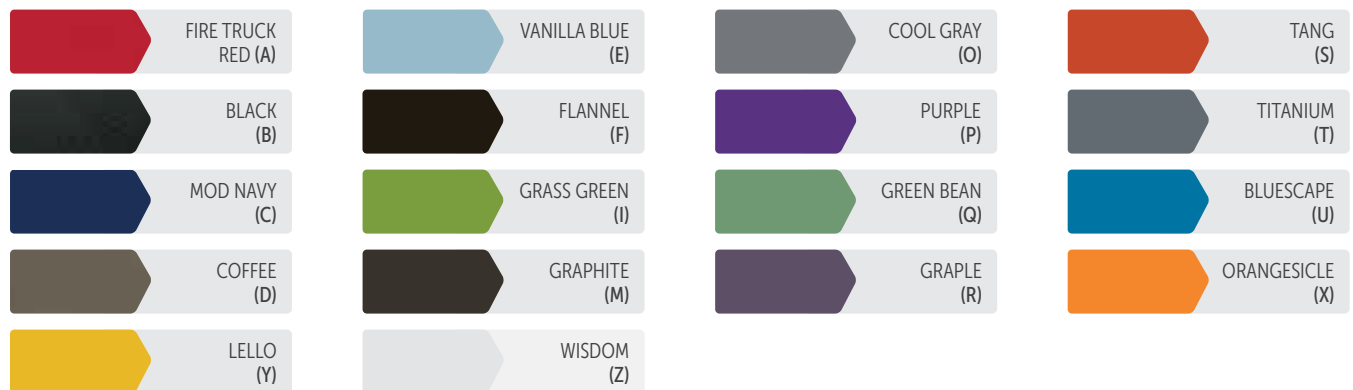 FIRE TRUCK
RED (A)
VANILLA BLUE
(E)
COOL GRAY
(O)
TANG
(S)
BLACK
(B)
FLANNEL
(F)
PURPLE
(P)
TITANIUM
(T)
MOD NAVY
(C)
GRASS GREEN
(I)
GREEN BEAN
(Q)
BLUESCAPE
(U)
COFFEE
(D)
GRAPHITE
(M)
GRAPLE
(R)
ORANGESICLE
(X)
LELLO
(Y)
WISDOM
(Z)